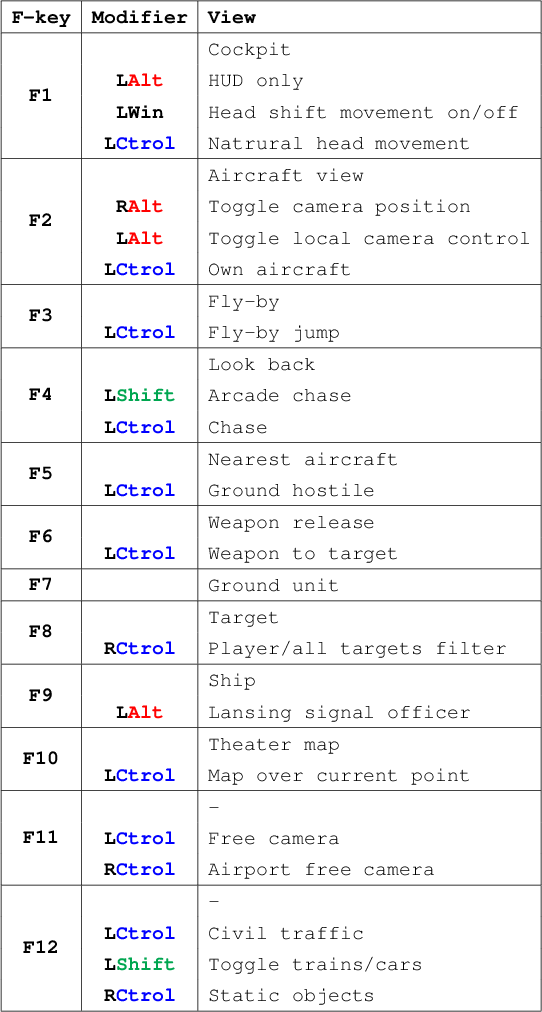 F-key Modifier View
Cockpit
LAlt HUD only
F1
LWin Head shift movement on/off
LCtrol Natrural head movement
Aircraft view
RAlt Toggle camera position
F2
LAlt Toggle local camera control
LCtrol Own aircraft
Fly-by
F3
LCtrol Fly-by jump
Look back
F4 LShift Arcade chase
LCtrol Chase
Nearest aircraft
F5
LCtrol Ground hostile
Weapon release
F6
LCtrol Weapon to target
F7 Ground unit
Target
F8
RCtrol Player/all targets filter
Ship
F9
LAlt Lansing signal officer
Theater map
F10
LCtrol Map over current point
-
F11 LCtrol Free camera
RCtrol Airport free camera
-
LCtrol Civil traffic
F12
LShift Toggle trains/cars
RCtrol Static objects